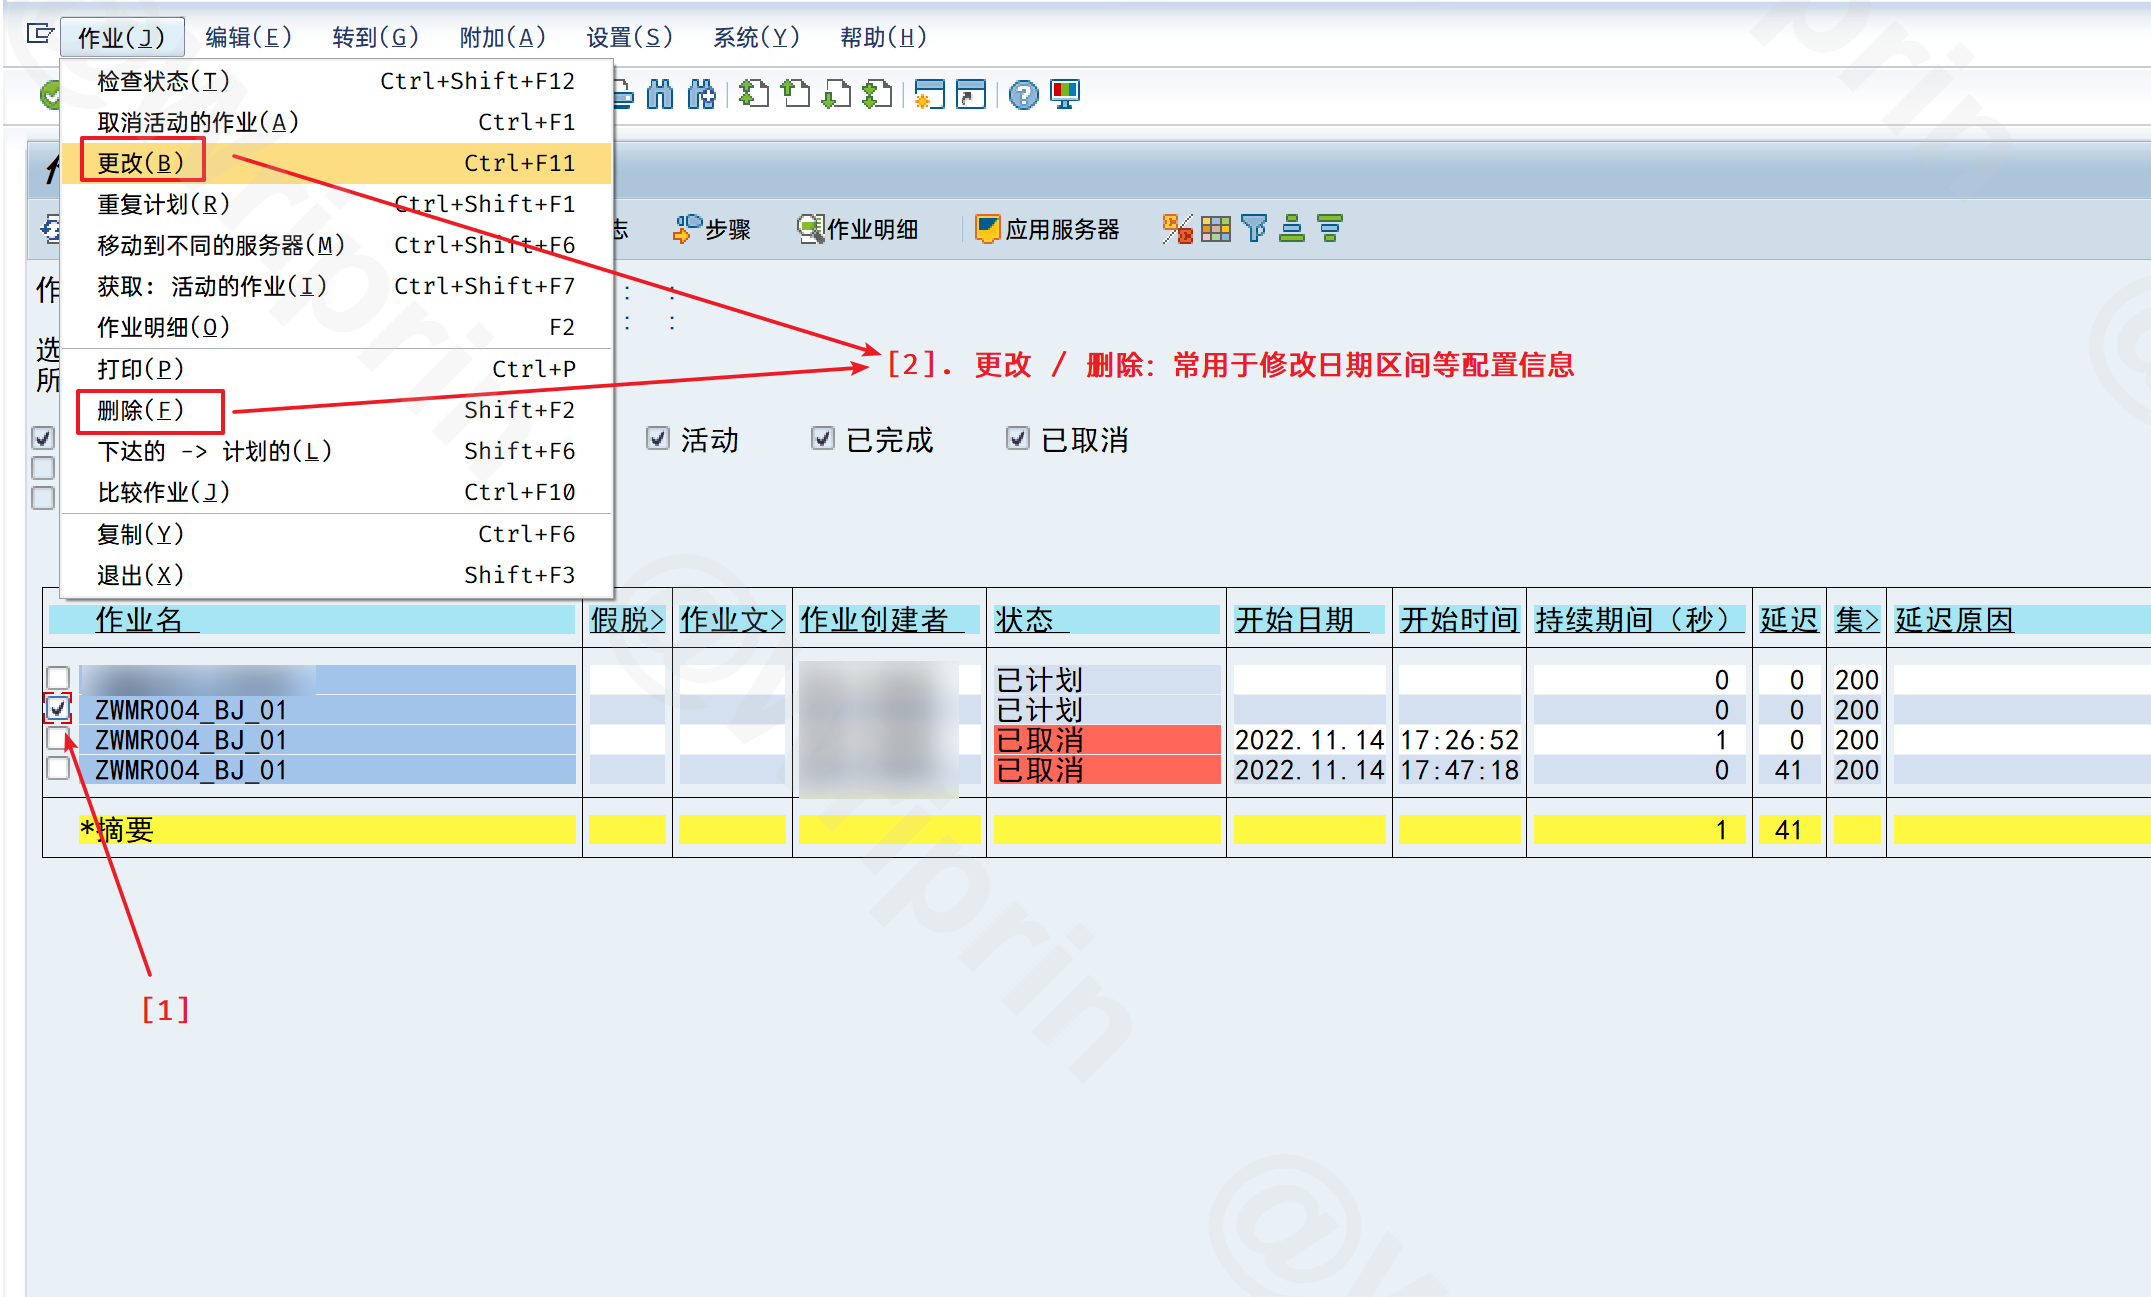 作业(J) 编辑(E) 转到(G) 附加(A) 设置(S) 系统(Y) 帮助(H)
检查状态(T) Ctrl+Shift+F12
取消活动的作业(A) Ctrl+F1
更改(B) Ctrl+F11
重复计划(R) Ctrl+Shift+F1
移动到不同的服务器(M) Ctrl+Shift+F6
获取: 活动的作业(I) Ctrl+Shift+F7
作业明细(O) F2
打印(P) Ctrl+P
删除(F) Shift+F2
下达的 -> 计划的(L) Shift+F6
比较作业(J) Ctrl+F10
复制(Y) Ctrl+F6
退出(X) Shift+F3
志 步骤 作业明细 应用服务器
作 : :
: :
选
所
[2]. 更改 / 删除: 常用于修改日期区间等配置信息
活动 已完成 已取消
作业名 假脱> 作业文> 作业创建者 状态 开始日期 开始时间 持续期间（秒） 延迟 集> 延迟原因
已计划 0 0 200
ZWMR004_BJ_01 已计划 0 0 200
ZWMR004_BJ_01 已取消 2022.11.14 17:26:52 1 0 200
ZWMR004_BJ_01 已取消 2022.11.14 17:47:18 0 41 200
*摘要 1 41
[1]
@wriprin